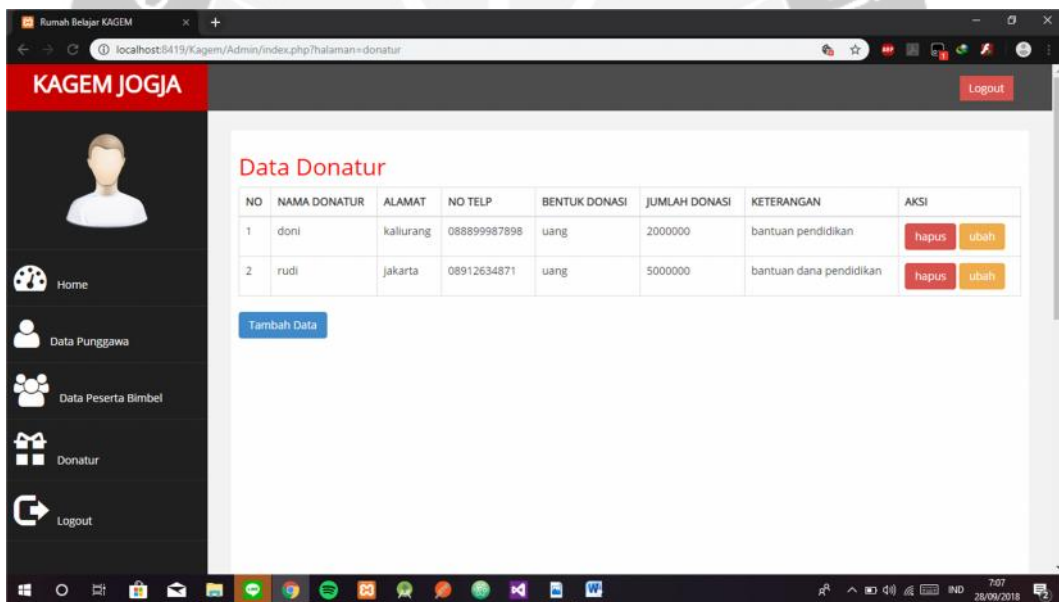 Rumah Belajar KAGEM
localhost:8419/Kagem/Admin/index.php?halaman=donatur
KAGEM JOGJA
Logout
Home
Data Punggawa
Data Peserta Bimbel
Donatur
Logout
Data Donatur
NO NAMA DONATUR ALAMAT NO TELP BENTUK DONASI JUMLAH DONASI KETERANGAN AKSI
1 doni kaliurang 088899987898 uang 2000000 bantuan pendidikan hapus ubah
2 rudi jakarta 08912634871 uang 5000000 bantuan dana pendidikan hapus ubah
Tambah Data
IND
7:07
28/09/2018